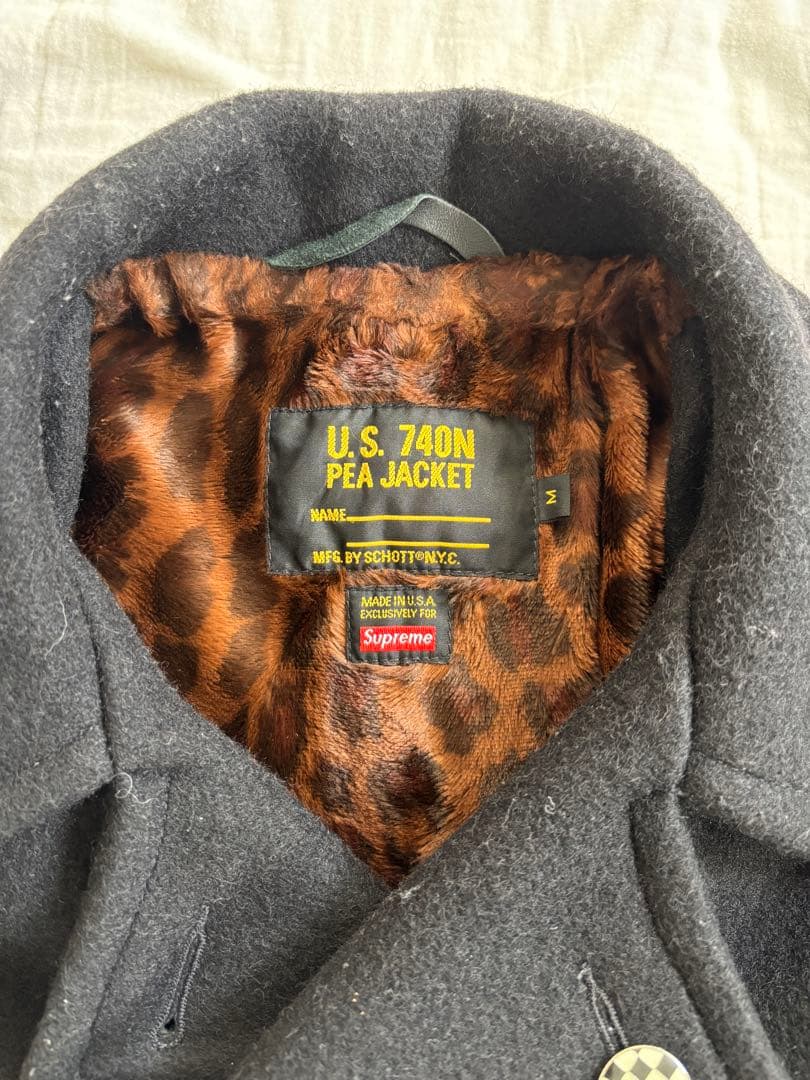 U.S. 740N
PEA JACKET
NAME
MFG. BY SCHOTT® N.Y.C.
M
MADE IN U.S.A.
EXCLUSIVELY FOR
Supreme